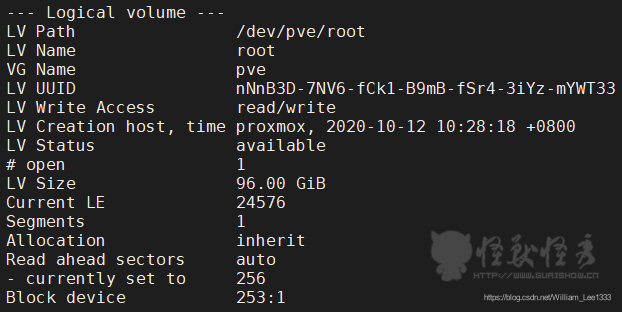 --- Logical volume ---
LV Path                /dev/pve/root
LV Name                root
VG Name                pve
LV UUID                nNnB3D-7NV6-fCk1-B9mB-fSr4-3iYz-mYWT33
LV Write Access        read/write
LV Creation host, time proxmox, 2020-10-12 10:28:18 +0800
LV Status              available
# open                 1
LV Size                96.00 GiB
Current LE             24576
Segments               1
Allocation             inherit
Read ahead sectors     auto
- currently set to     256
Block device           253:1
怪兽怪秀
HTTP://WWW.GUAISHOW.CN
https://blog.csdn.net/William_Lee1333